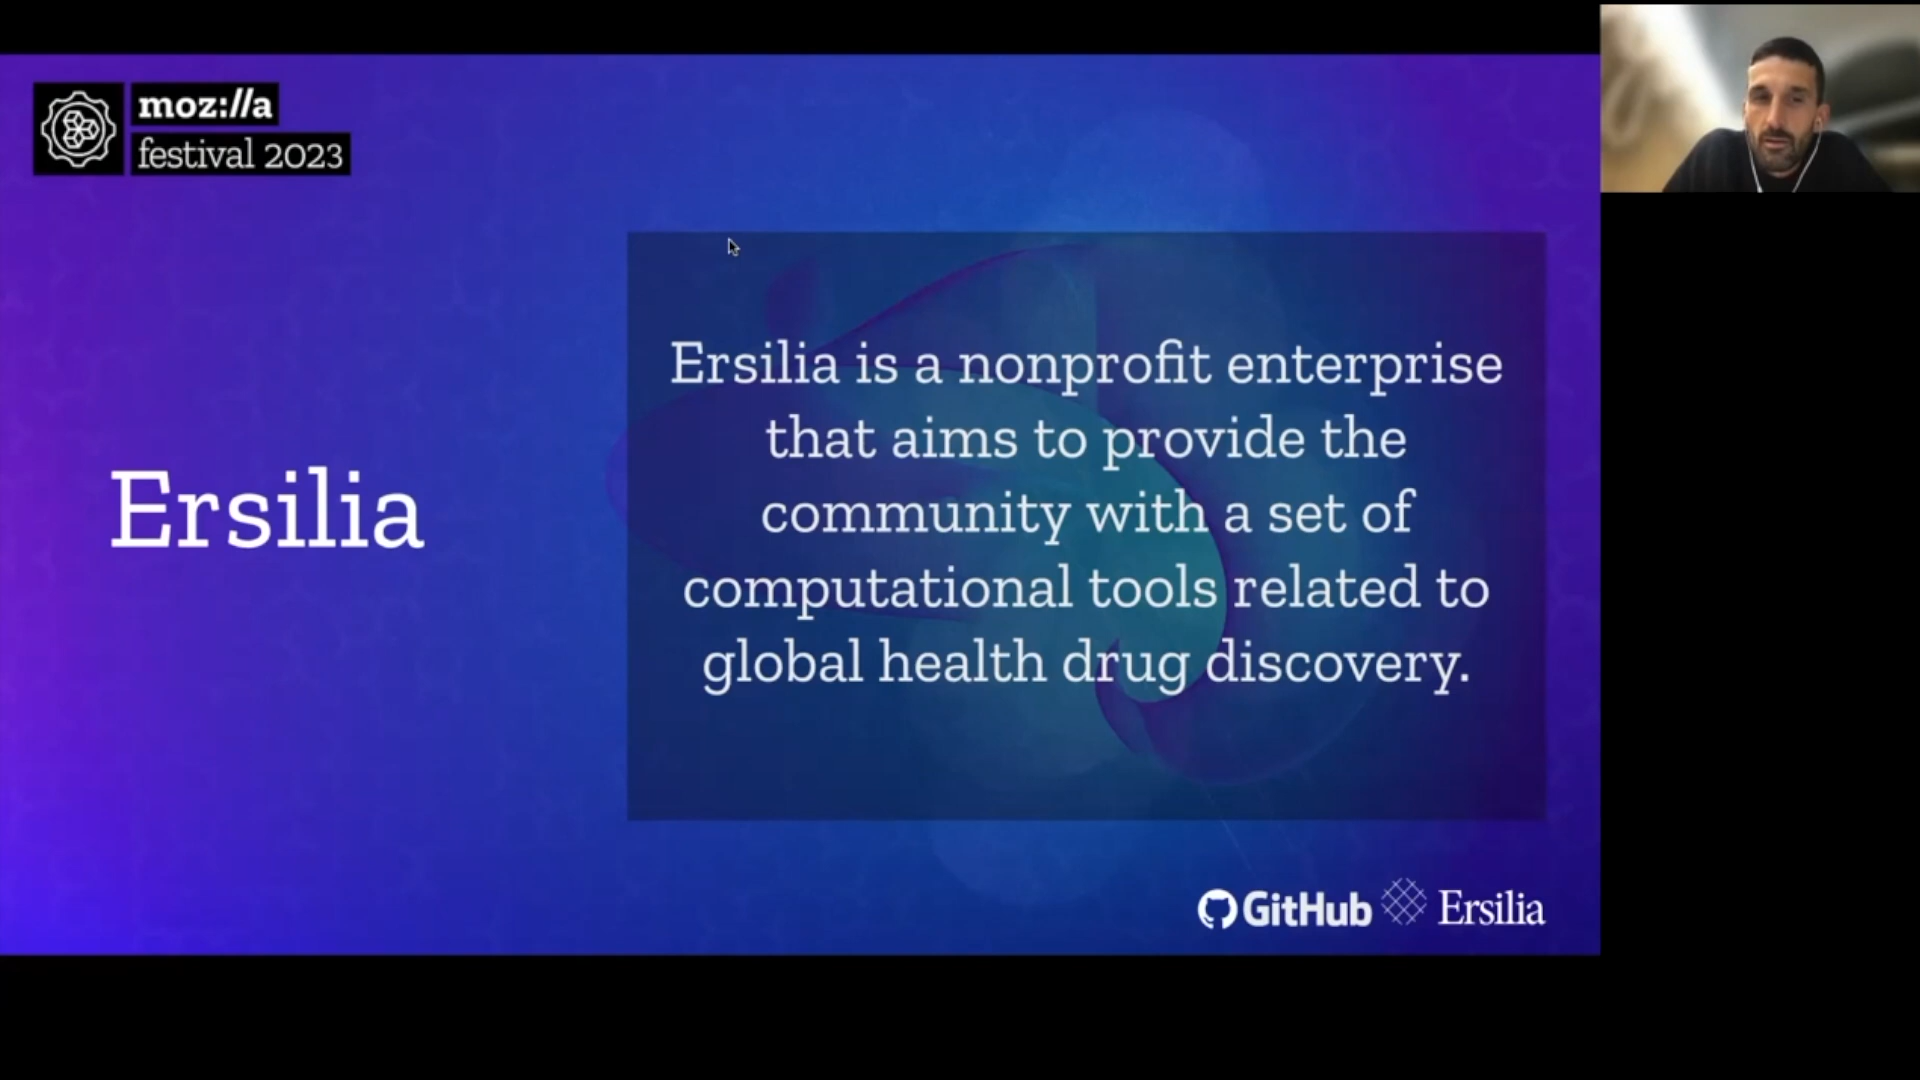 moz://a
festival 2023
Ersilia
Ersilia is a nonprofit enterprise
that aims to provide the
community with a set of
computational tools related to
global health drug discovery.
GitHub Ersilia